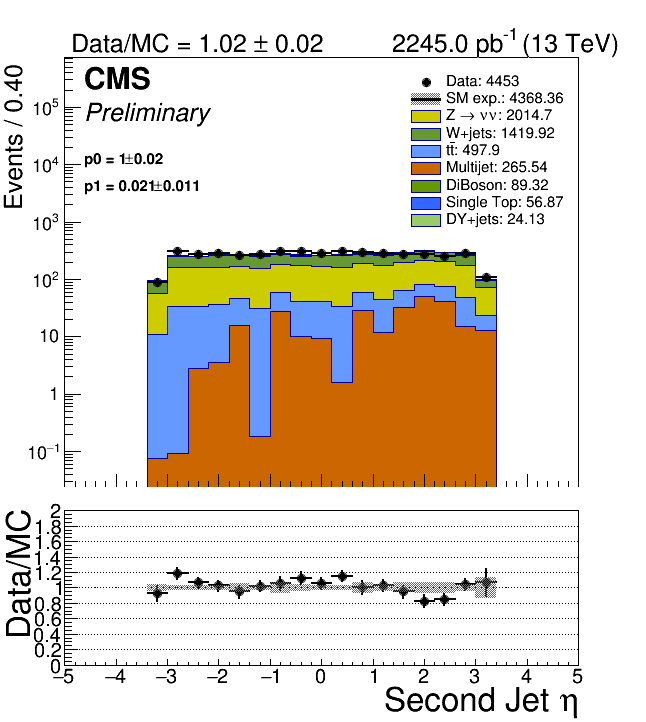 Data/MC = 1.02 ± 0.02 2245.0 pb⁻¹ (13 TeV)
CMS
Preliminary
p0 = 1±0.02
p1 = 0.021±0.011
Data: 4453
SM exp.: 4368.36
Z → νν: 2014.7
W+jets: 1419.92
tt̄: 497.9
Multijet: 265.54
DiBoson: 89.32
Single Top: 56.87
DY+jets: 24.13
Events / 0.40
10⁵
10⁴
10³
10²
10
1
10⁻¹
Data/MC
2
1.8
1.6
1.4
1.2
1
0.8
0.6
0.4
0.2
0
−5 −4 −3 −2 −1 0 1 2 3 4 5
Second Jet η